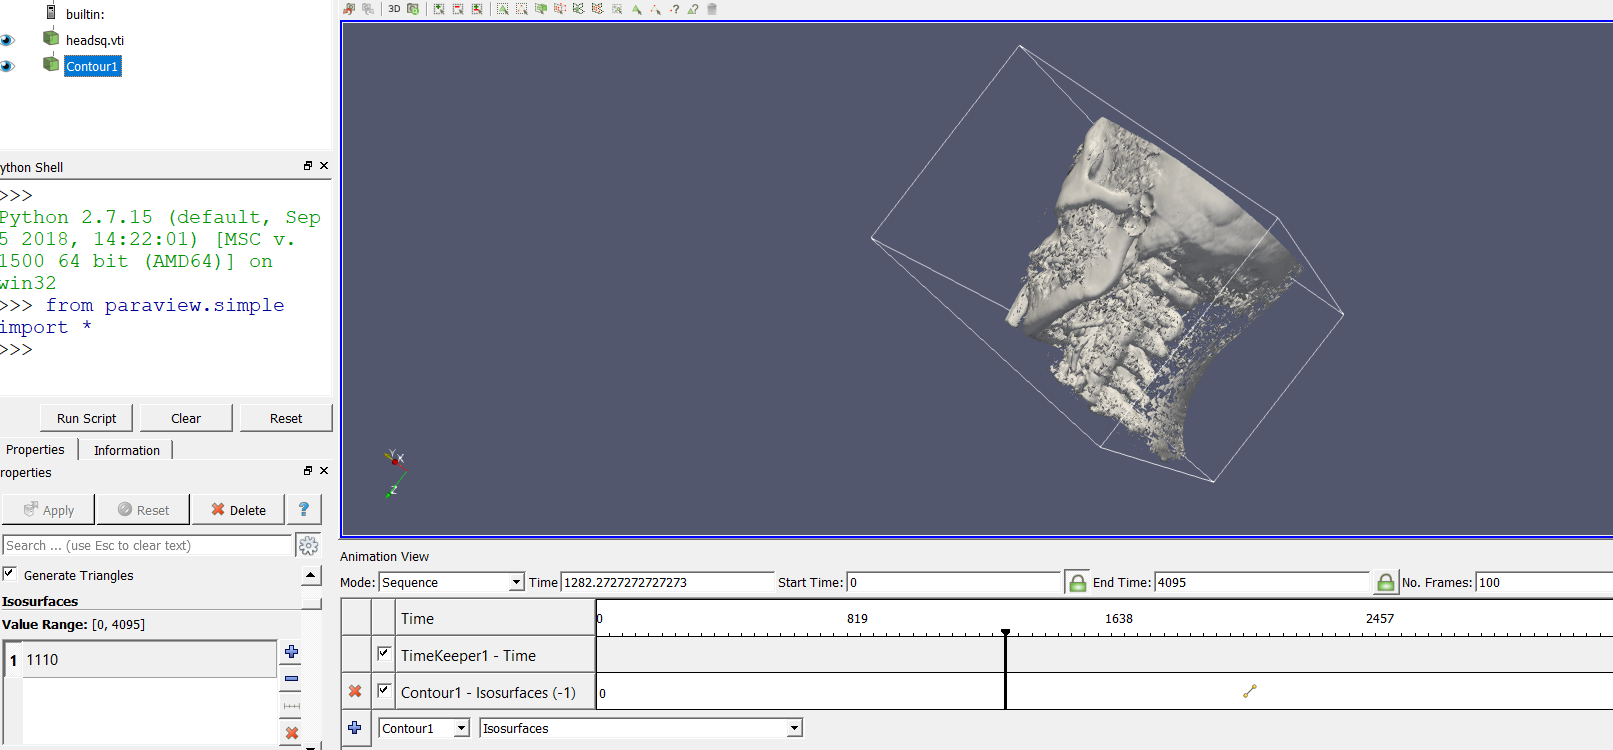 builtin:
headsq.vti
Contour1
3D
ython Shell
>>>
Python 2.7.15 (default, Sep
5 2018, 14:22:01) [MSC v.
1500 64 bit (AMD64)] on
win32
>>> from paraview.simple
import *
>>>
Run Script Clear Reset
Properties Information
roperties
Apply Reset Delete ?
Search ... (use Esc to clear text)
Generate Triangles
Isosurfaces
Value Range: [0, 4095]
1 1110
Y X
Z
Animation View
Mode: Sequence Time 1282.2727272727273 Start Time: 0 End Time: 4095 No. Frames: 100
Time 0 819 1638 2457
TimeKeeper1 - Time
Contour1 - Isosurfaces (-1) 0
Contour1 Isosurfaces